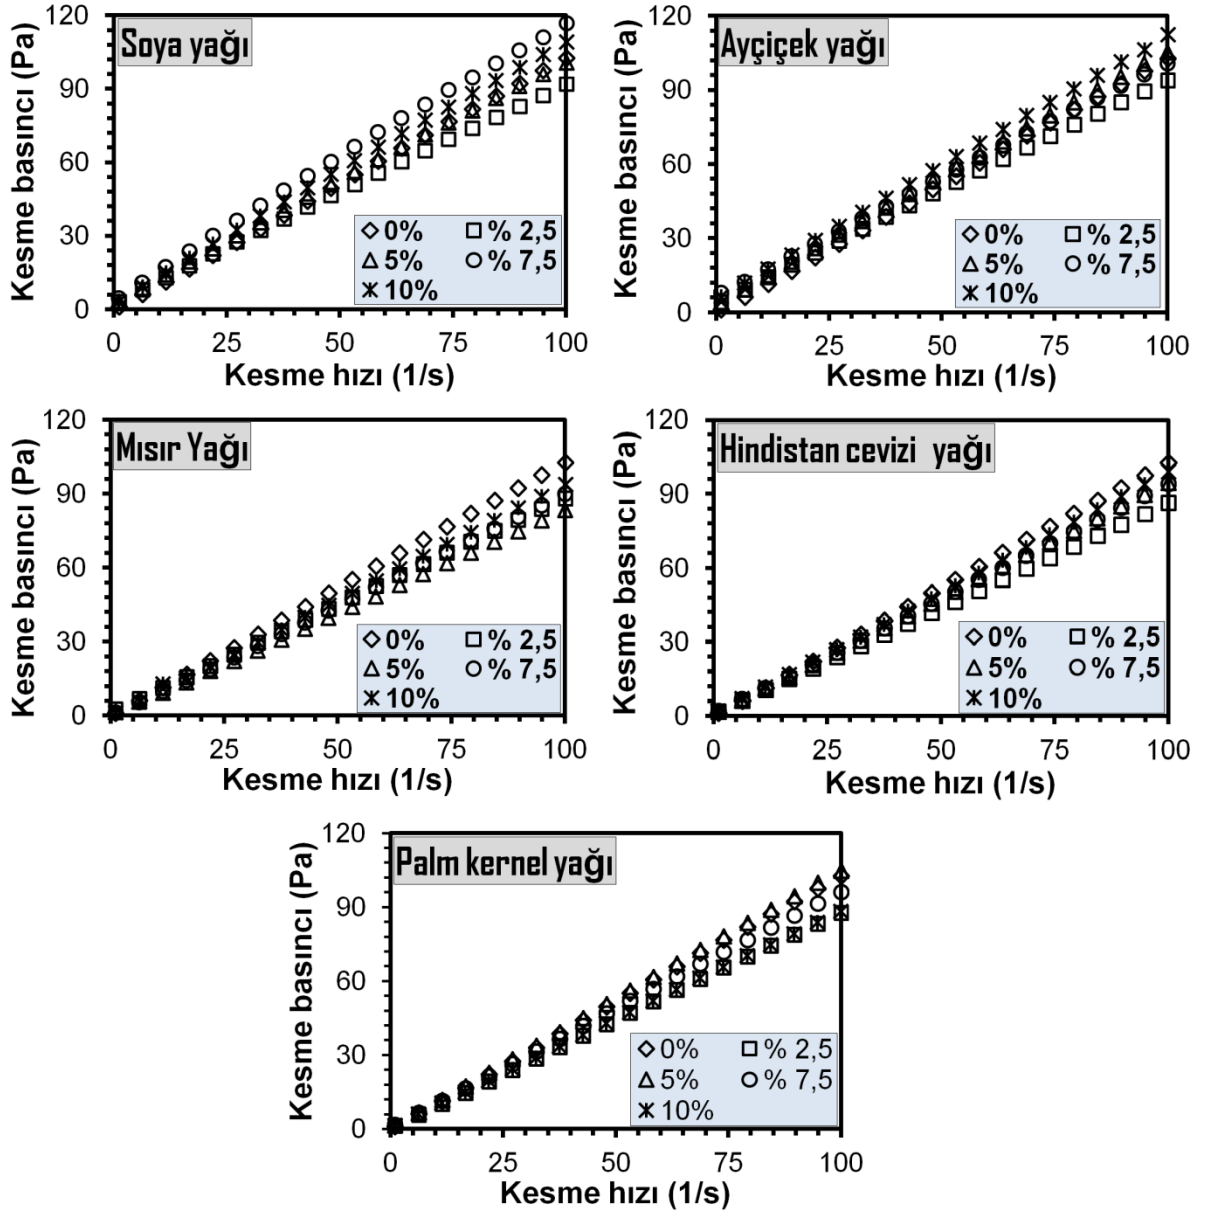 Soya yağı
120
90
60
30
0
Kesme basıncı (Pa)
0% % 2,5
5% % 7,5
10%
0 25 50 75 100
Kesme hızı (1/s)
Ayçiçek yağı
120
90
60
30
0
Kesme basıncı (Pa)
0% % 2,5
5% % 7,5
10%
0 25 50 75 100
Kesme hızı (1/s)
Mısır Yağı
120
90
60
30
0
Kesme basıncı (Pa)
0% % 2,5
5% % 7,5
10%
0 25 50 75 100
Kesme hızı (1/s)
Hindistan cevizi yağı
120
90
60
30
0
Kesme basıncı (Pa)
0% % 2,5
5% % 7,5
10%
0 25 50 75 100
Kesme hızı (1/s)
Palm kernel yağı
120
90
60
30
0
Kesme basıncı (Pa)
0% % 2,5
5% % 7,5
10%
0 25 50 75 100
Kesme hızı (1/s)